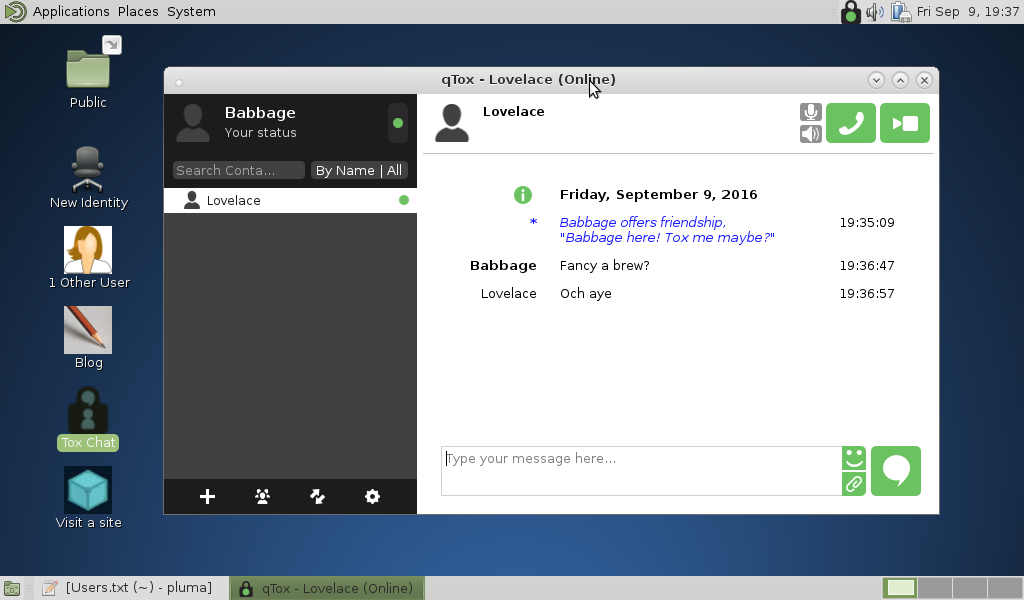 Applications Places System
Fri Sep 9, 19:37
Public
New Identity
1 Other User
Blog
Tox Chat
Visit a site
qTox - Lovelace (Online)
Babbage
Your status
Search Conta...
By Name | All
Lovelace
Lovelace
Friday, September 9, 2016
* Babbage offers friendship, 19:35:09
"Babbage here! Tox me maybe?"
Babbage Fancy a brew? 19:36:47
Lovelace Och aye 19:36:57
Type your message here...
[Users.txt (~) - pluma]
qTox - Lovelace (Online)